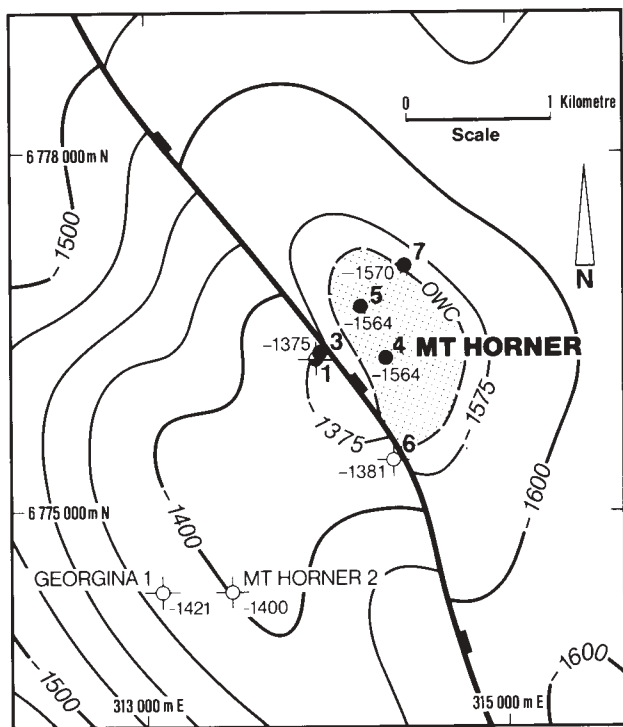 0 1 Kilometre
Scale
6 778 000 m N
-1500
N
7
-1570
OWC
5
-1564
MT HORNER
-1375
3
4
-1564
1
-1575
-1375
6
-1381
-1600
-1400
6 775 000 m N
GEORGINA 1
MT HORNER 2
-1421
-1400
-1500
-1600
313 000 m E
315 000 m E